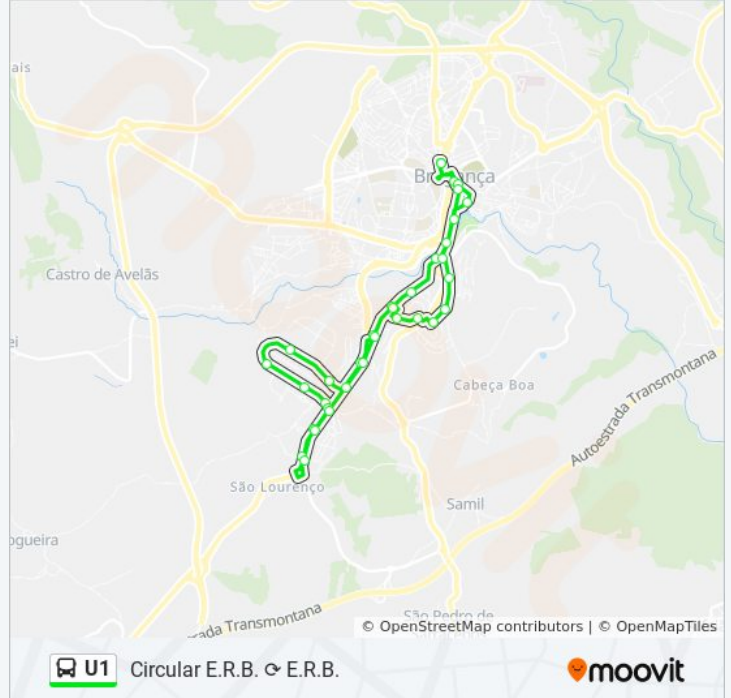 ais
Bragança
Castro de Avelãs
ei
Cabeça Boa
Autoestrada Transmontana
São Lourenço
Samil
ogueira
rada Transmontana
São Pedro de
© OpenStreetMap contributors | © OpenMapTiles
U1 Circular E.R.B. ⟳ E.R.B.
moovit